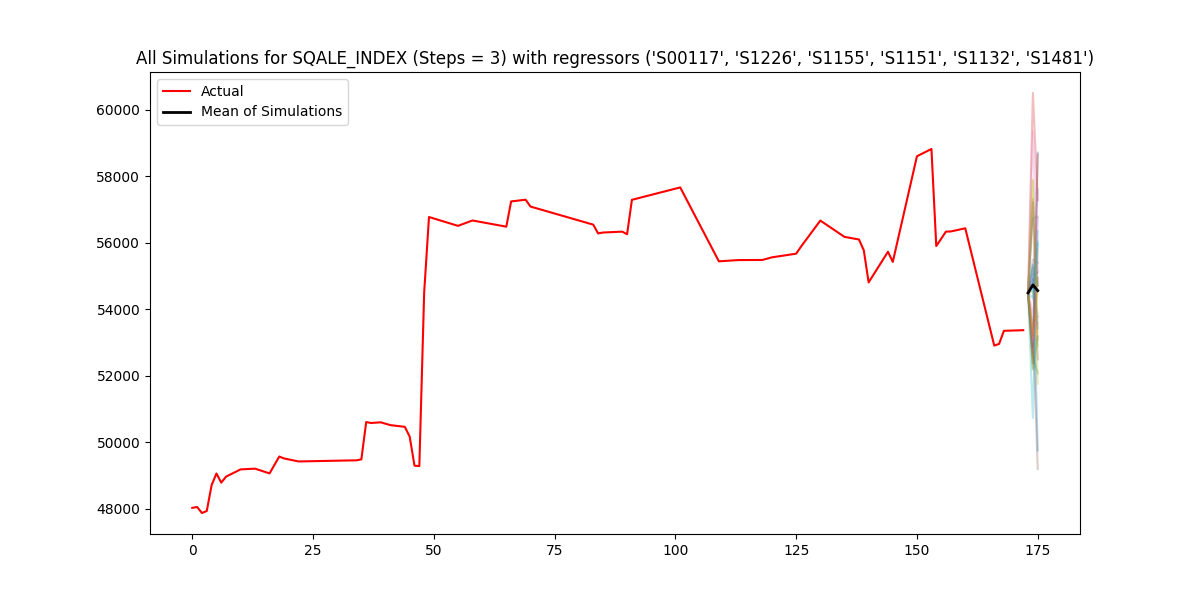 All Simulations for SQALE_INDEX (Steps = 3) with regressors ('S00117', 'S1226', 'S1155', 'S1151', 'S1132', 'S1481')
Actual
Mean of Simulations
60000
58000
56000
54000
52000
50000
48000
0 25 50 75 100 125 150 175